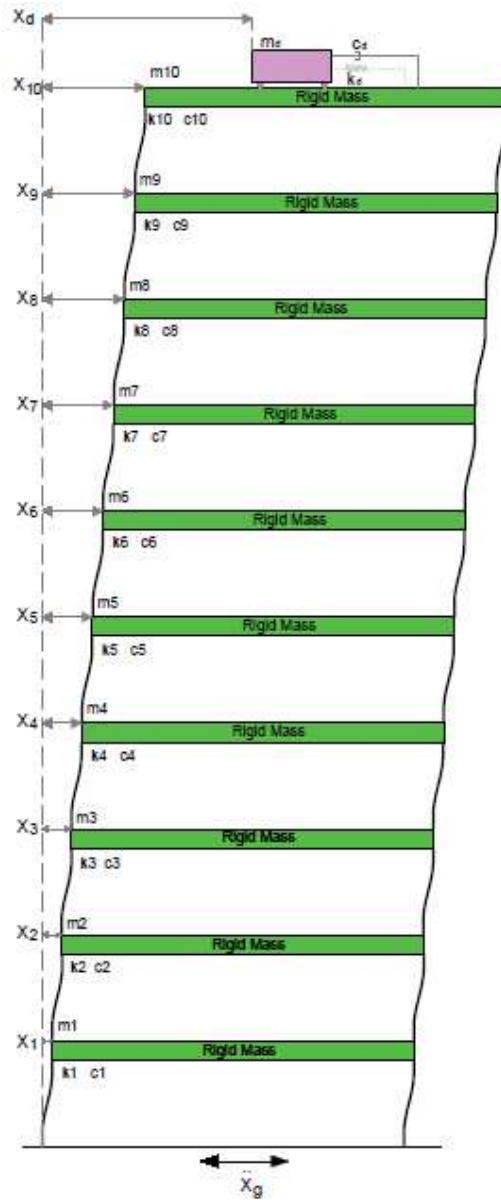 Xd
md
cd
kd
m10
X10
Rigid Mass
k10 c10
m9
X9
Rigid Mass
k9 c9
m8
X8
Rigid Mass
k8 c8
m7
X7
Rigid Mass
k7 c7
m6
X6
Rigid Mass
k6 c6
m5
X5
Rigid Mass
k5 c5
m4
X4
Rigid Mass
k4 c4
m3
X3
Rigid Mass
k3 c3
m2
X2
Rigid Mass
k2 c2
m1
X1
Rigid Mass
k1 c1
Ẍg